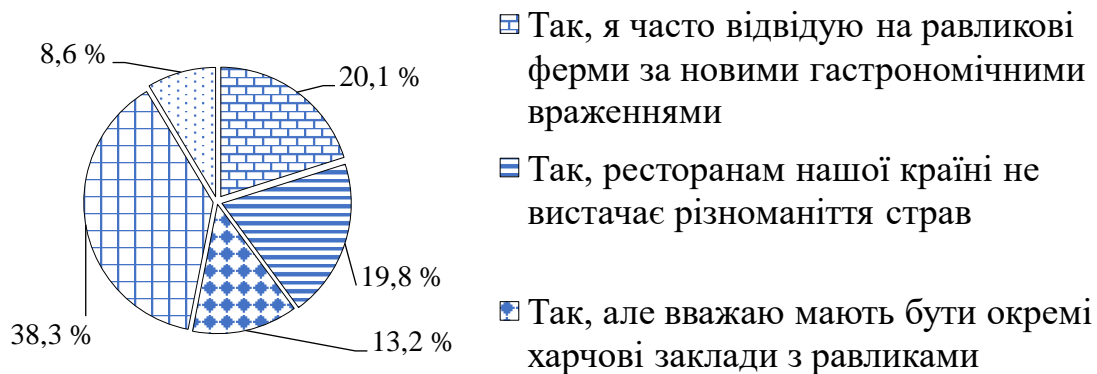 8,6 %
20,1 %
19,8 %
13,2 %
38,3 %
Так, я часто відвідую на равликові
ферми за новими гастрономічними
враженнями
Так, ресторанам нашої країні не
вистачає різноманіття страв
Так, але вважаю мають бути окремі
харчові заклади з равликами